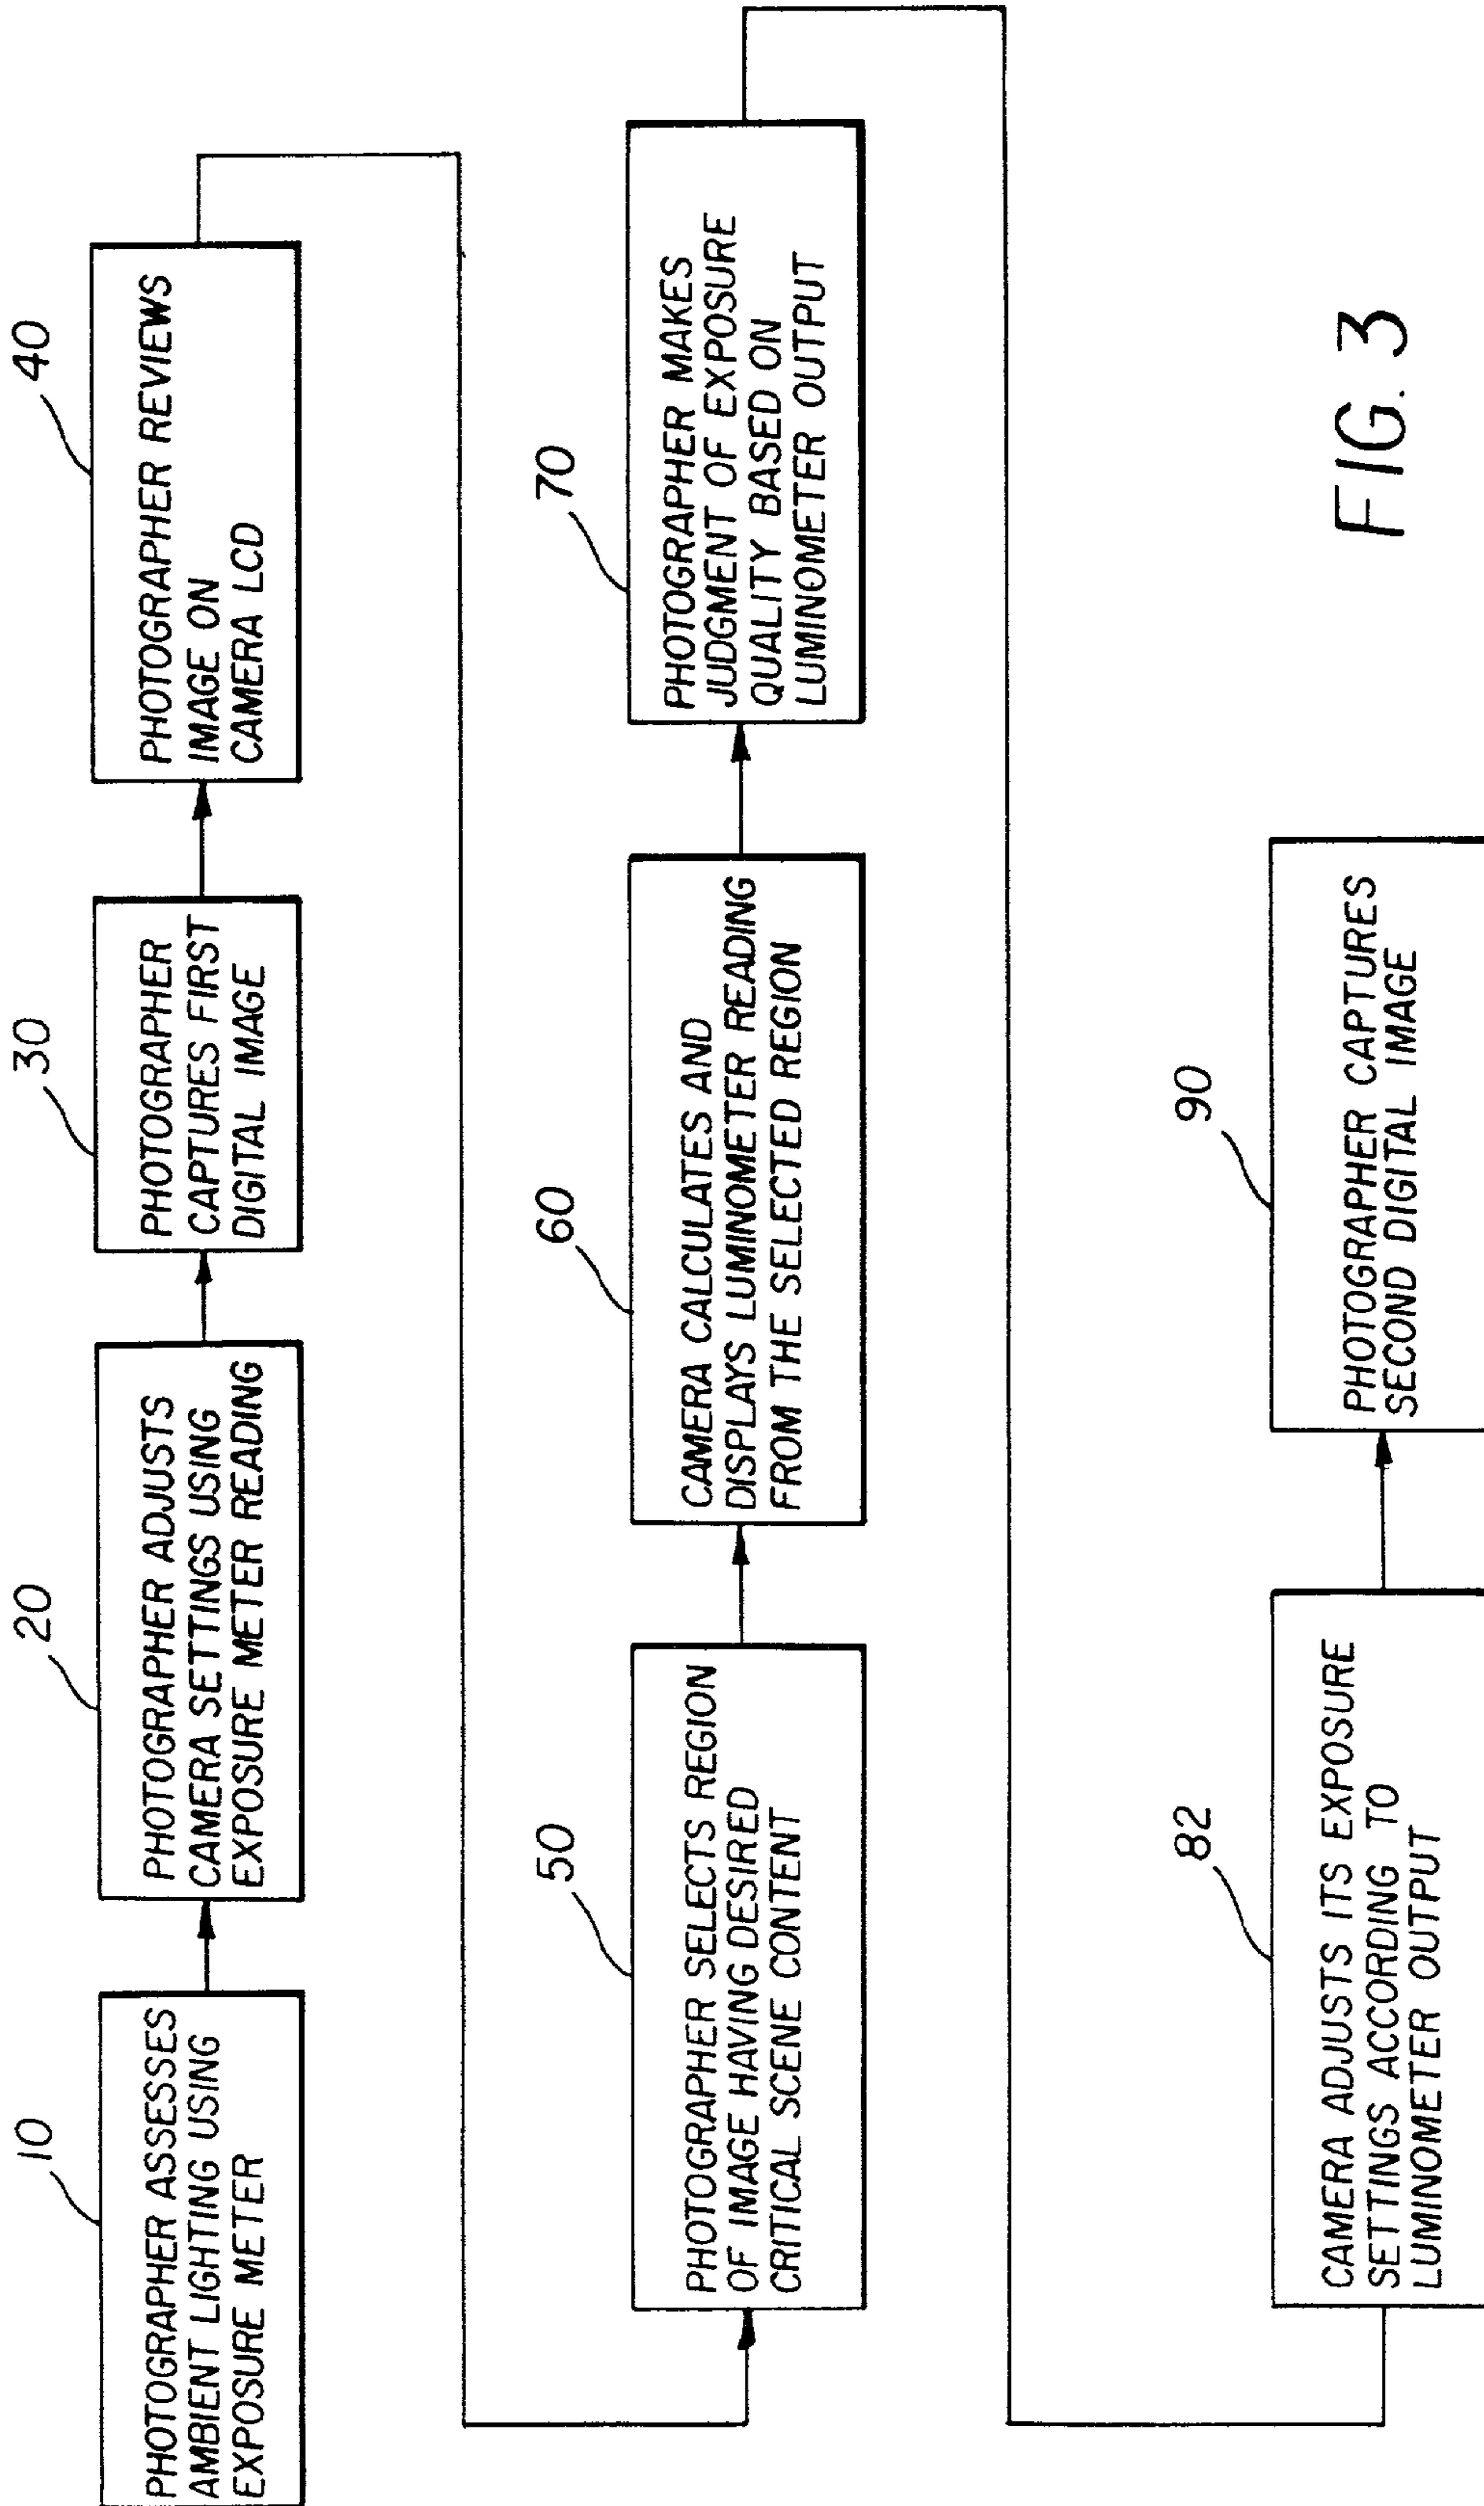 10
PHOTOGRAPHER ASSESSES
AMBIENT LIGHTING USING
EXPOSURE METER
20
PHOTOGRAPHER ADJUSTS
CAMERA SETTINGS USING
EXPOSURE METER READING
30
PHOTOGRAPHER
CAPTURES FIRST
DIGITAL IMAGE
40
PHOTOGRAPHER REVIEWS
IMAGE ON
CAMERA LCD
50
PHOTOGRAPHER SELECTS REGION
OF IMAGE HAVING DESIRED
CRITICAL SCENE CONTENT
60
CAMERA CALCULATES AND
DISPLAYS LUMINOMETER READING
FROM THE SELECTED REGION
70
PHOTOGRAPHER MAKES
JUDGMENT OF EXPOSURE
QUALITY BASED ON
LUMINOMETER OUTPUT
82
CAMERA ADJUSTS ITS EXPOSURE
SETTINGS ACCORDING TO
LUMINOMETER OUTPUT
90
PHOTOGRAPHER CAPTURES
SECOND DIGITAL IMAGE
FIG. 3